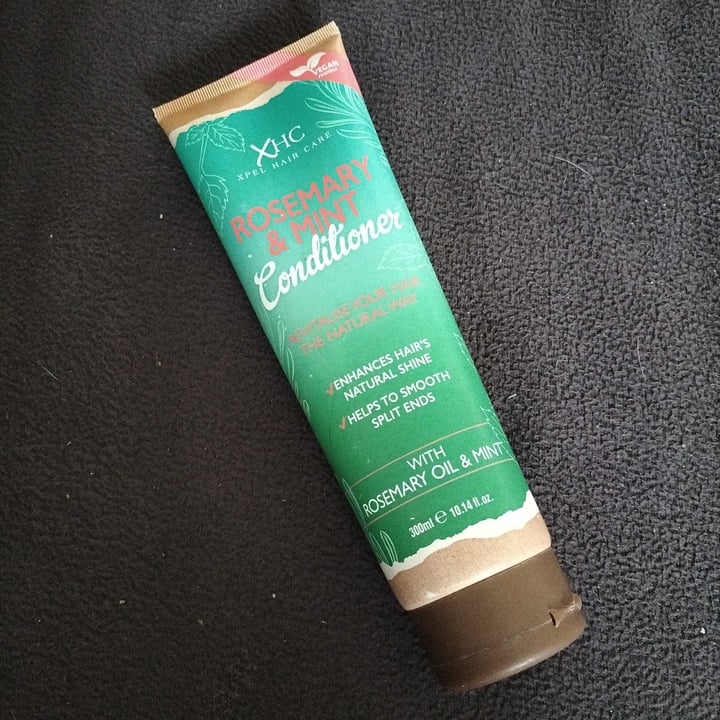 VEGAN
XHC
XPEL HAIR CARE
ROSEMARY
& MINT
Conditioner
REVITALISE YOUR HAIR
THE NATURAL WAY
✓ENHANCES HAIR'S
NATURAL SHINE
✓HELPS TO SMOOTH
SPLIT ENDS
WITH
ROSEMARY OIL & MINT
300ml ℮ 10.14 fl.oz.